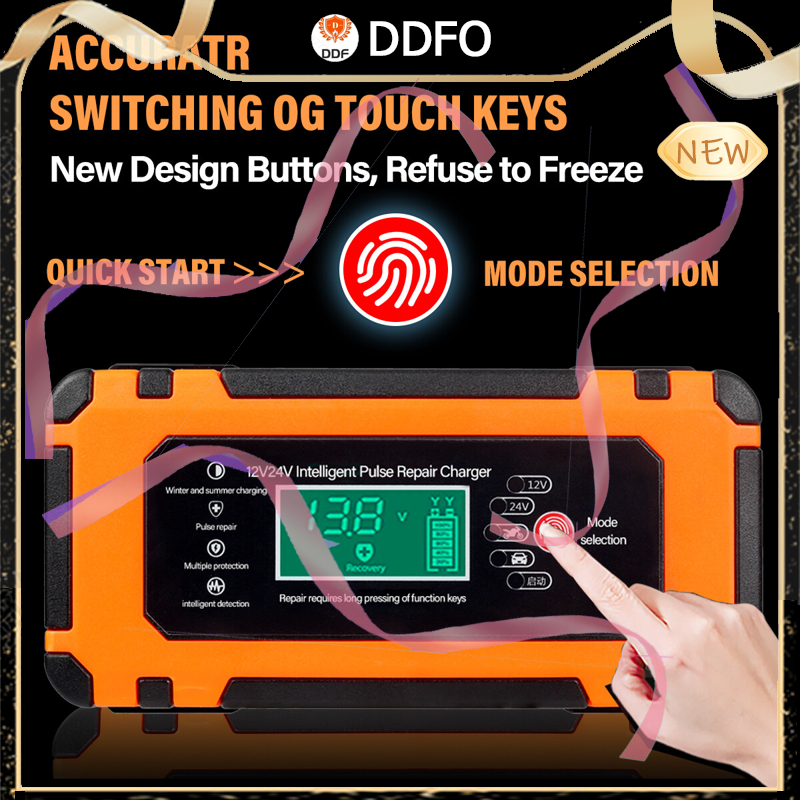 DDF
DDFO
ACCURATR
SWITCHING OG TOUCH KEYS
New Design Buttons, Refuse to Freeze
NEW
QUICK START >>>
MODE SELECTION
12V24V Intelligent Pulse Repair Charger
Winter and summer charging
Pulse repair
Multiple protection
intelligent detection
13.8 V
Recovery
Repair requires long pressing of function keys
12V
24V
启动
Mode
selection